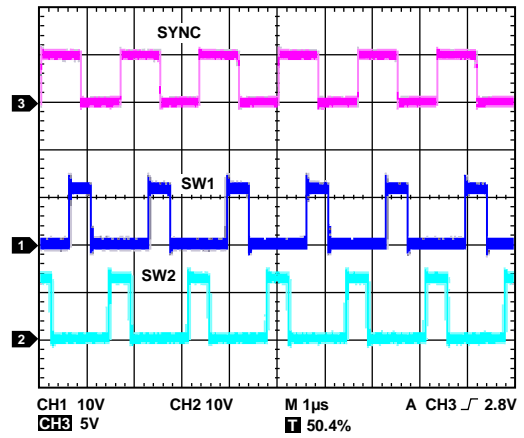 SYNC
3
SW1
1
SW2
2
CH1 10V CH2 10V M 1µs A CH3 2.8V
CH3 5V T 50.4%